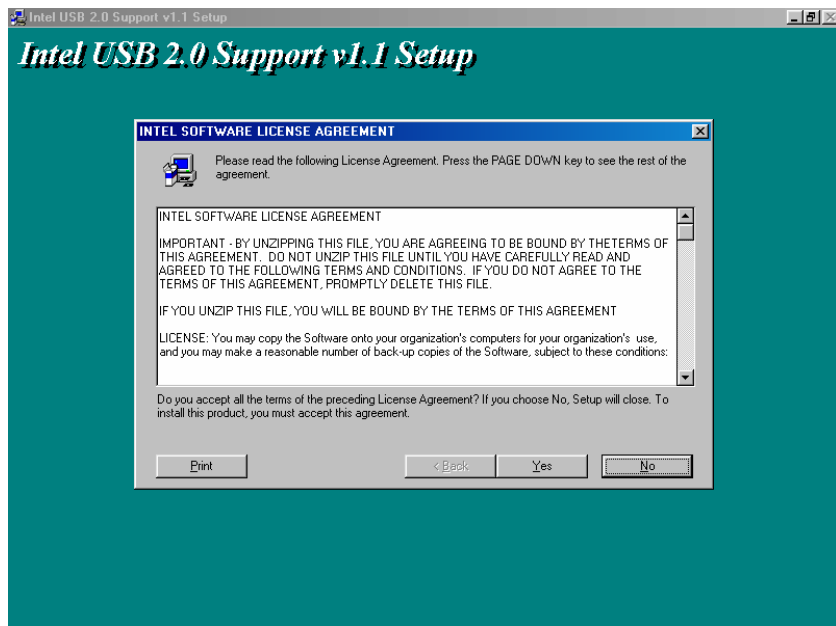 Intel USB 2.0 Support v1.1 Setup
Intel USB 2.0 Support v1.1 Setup
INTEL SOFTWARE LICENSE AGREEMENT
Please read the following License Agreement. Press the PAGE DOWN key to see the rest of the
agreement.
INTEL SOFTWARE LICENSE AGREEMENT
IMPORTANT - BY UNZIPPING THIS FILE, YOU ARE AGREEING TO BE BOUND BY THETERMS OF
THIS AGREEMENT. DO NOT UNZIP THIS FILE UNTIL YOU HAVE CAREFULLY READ AND
AGREED TO THE FOLLOWING TERMS AND CONDITIONS. IF YOU DO NOT AGREE TO THE
TERMS OF THIS AGREEMENT, PROMPTLY DELETE THIS FILE.
IF YOU UNZIP THIS FILE, YOU WILL BE BOUND BY THE TERMS OF THIS AGREEMENT
LICENSE: You may copy the Software onto your organization's computers for your organization's use,
and you may make a reasonable number of back-up copies of the Software, subject to these conditions:
Do you accept all the terms of the preceding License Agreement? If you choose No, Setup will close. To
install this product, you must accept this agreement.
Print
< Back
Yes
No